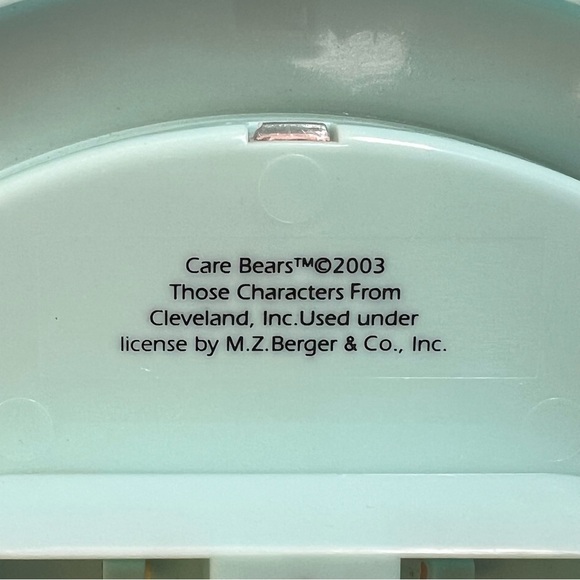 Care Bears™©2003
Those Characters From
Cleveland, Inc.Used under
license by M.Z.Berger & Co., Inc.